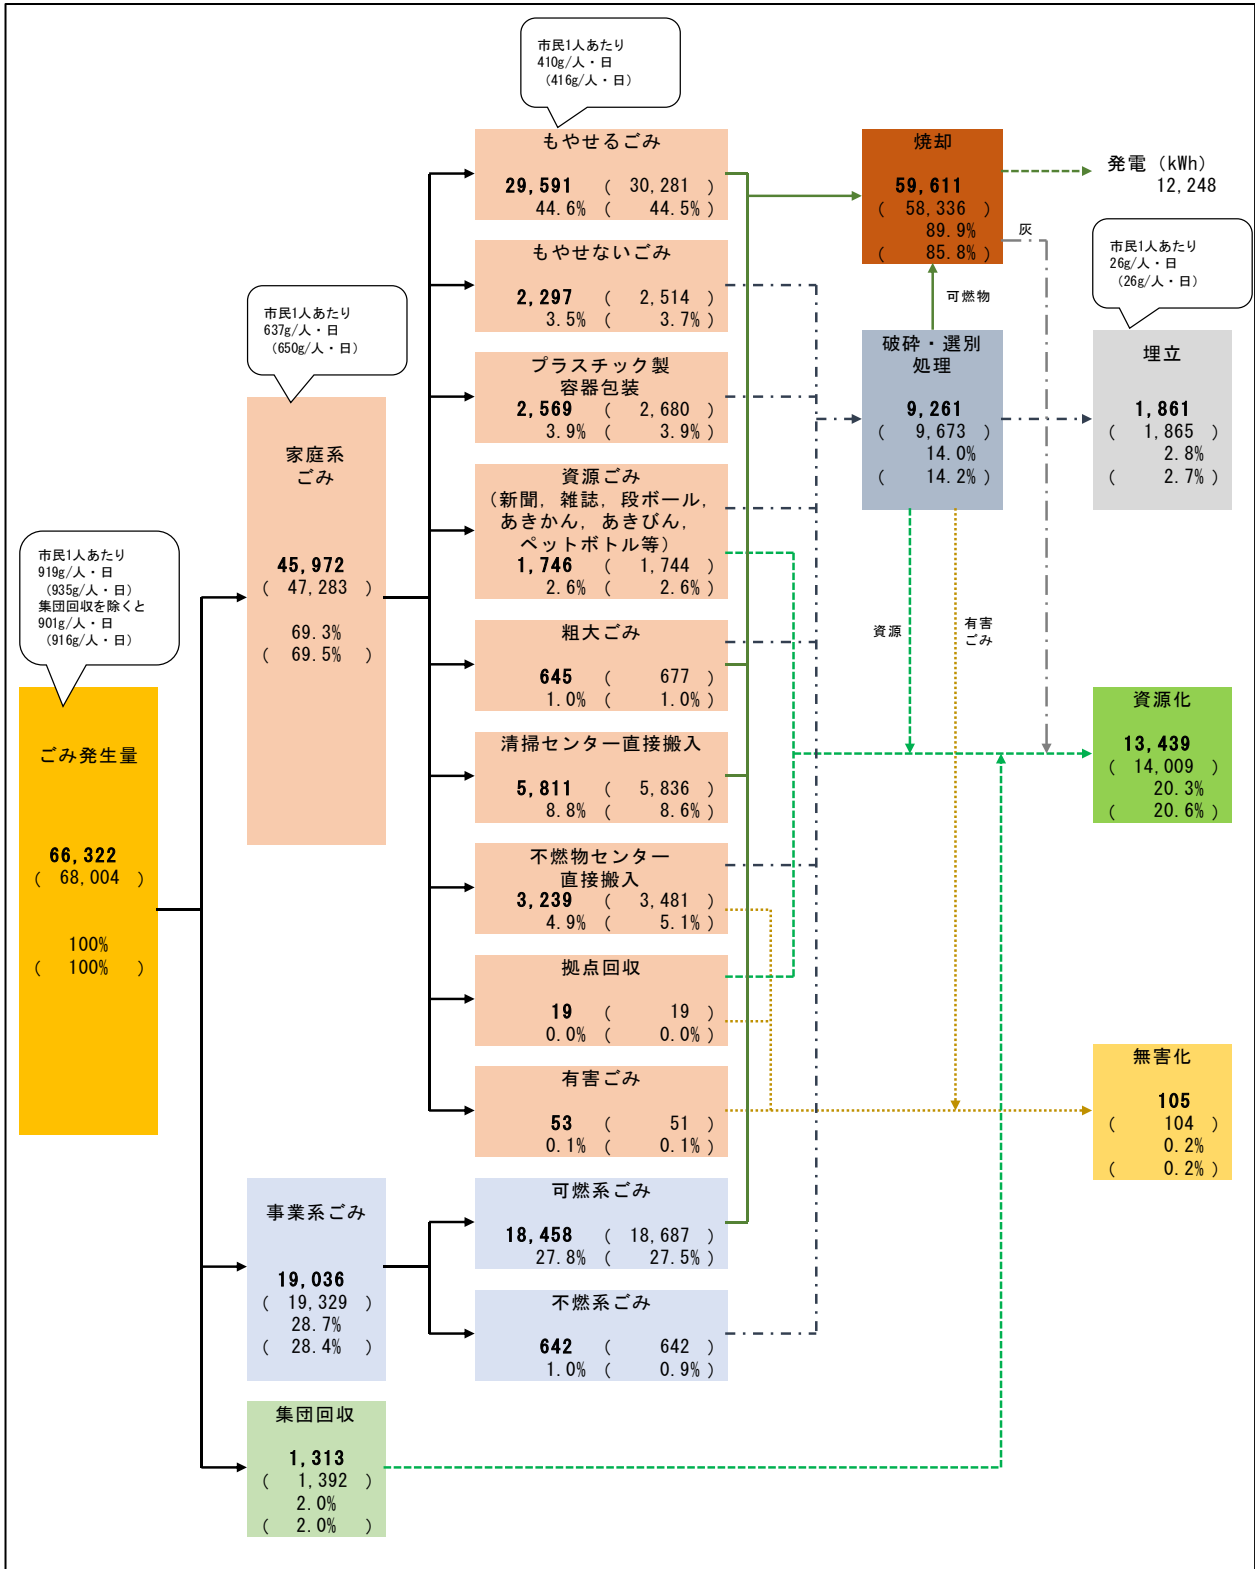 市民1人あたり
919g/人・日
(935g/人・日)
集団回収を除くと
901g/人・日
(916g/人・日)
ごみ発生量
66,322
( 68,004 )
100%
( 100% )
市民1人あたり
637g/人・日
(650g/人・日)
家庭系
ごみ
45,972
( 47,283 )
69.3%
( 69.5% )
事業系ごみ
19,036
( 19,329 )
28.7%
( 28.4% )
集団回収
1,313
( 1,392 )
2.0%
( 2.0% )
市民1人あたり
410g/人・日
(416g/人・日)
もやせるごみ
29,591 ( 30,281 )
44.6% ( 44.5% )
もやせないごみ
2,297 ( 2,514 )
3.5% ( 3.7% )
プラスチック製
容器包装
2,569 ( 2,680 )
3.9% ( 3.9% )
資源ごみ
(新聞，雑誌，段ボール，
あきかん，あきびん，
ペットボトル等)
1,746 ( 1,744 )
2.6% ( 2.6% )
粗大ごみ
645 ( 677 )
1.0% ( 1.0% )
清掃センター直接搬入
5,811 ( 5,836 )
8.8% ( 8.6% )
不燃物センター
直接搬入
3,239 ( 3,481 )
4.9% ( 5.1% )
拠点回収
19 ( 19 )
0.0% ( 0.0% )
有害ごみ
53 ( 51 )
0.1% ( 0.1% )
可燃系ごみ
18,458 ( 18,687 )
27.8% ( 27.5% )
不燃系ごみ
642 ( 642 )
1.0% ( 0.9% )
焼却
59,611
( 58,336 )
89.9%
( 85.8% )
可燃物
破砕・選別
処理
9,261
( 9,673 )
14.0%
( 14.2% )
資源
有害
ごみ
灰
発電 (kWh)
12,248
市民1人あたり
26g/人・日
(26g/人・日)
埋立
1,861
( 1,865 )
2.8%
( 2.7% )
資源化
13,439
( 14,009 )
20.3%
( 20.6% )
無害化
105
( 104 )
0.2%
( 0.2% )